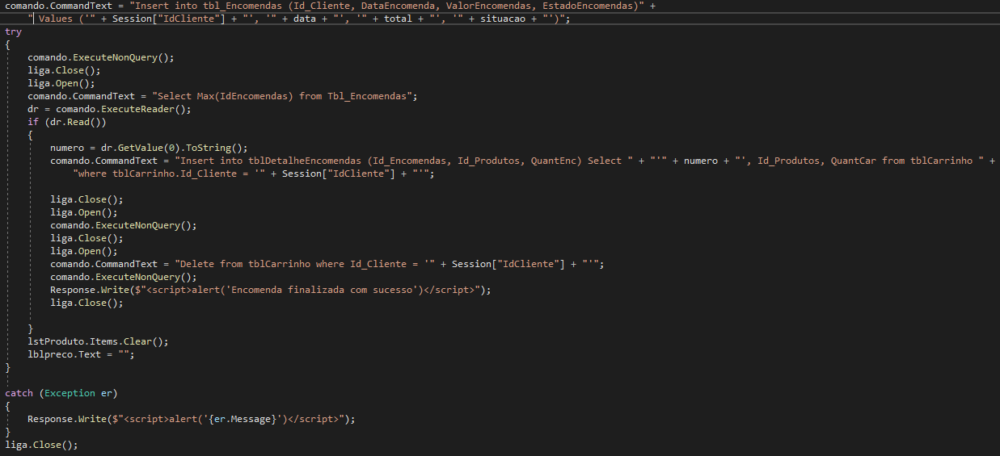 comando.CommandText = "Insert into tbl_Encomendas (Id_Cliente, DataEncomenda, ValorEncomendas, EstadoEncomendas)" +
    " Values ('" + Session["IdCliente"] + "', '" + data + "', '" + total + "', '" + situacao + "')";
try
{
    comando.ExecuteNonQuery();
    liga.Close();
    liga.Open();
    comando.CommandText = "Select Max(IdEncomendas) from Tbl_Encomendas";
    dr = comando.ExecuteReader();
    if (dr.Read())
    {
        numero = dr.GetValue(0).ToString();
        comando.CommandText = "Insert into tblDetalheEncomendas (Id_Encomendas, Id_Produtos, QuantEnc) Select " + "'" + numero + "', Id_Produtos, QuantCar from tblCarrinho " +
            "where tblCarrinho.Id_Cliente = '" + Session["IdCliente"] + "'";
        liga.Close();
        liga.Open();
        comando.ExecuteNonQuery();
        liga.Close();
        liga.Open();
        comando.CommandText = "Delete from tblCarrinho where Id_Cliente = '" + Session["IdCliente"] + "'";
        comando.ExecuteNonQuery();
        Response.Write($"<script>alert('Encomenda finalizada com sucesso')</script>");
        liga.Close();
    }
    lstProduto.Items.Clear();
    lblpreco.Text = "";
}
catch (Exception er)
{
    Response.Write($"<script>alert('{er.Message}')</script>");
}
liga.Close();